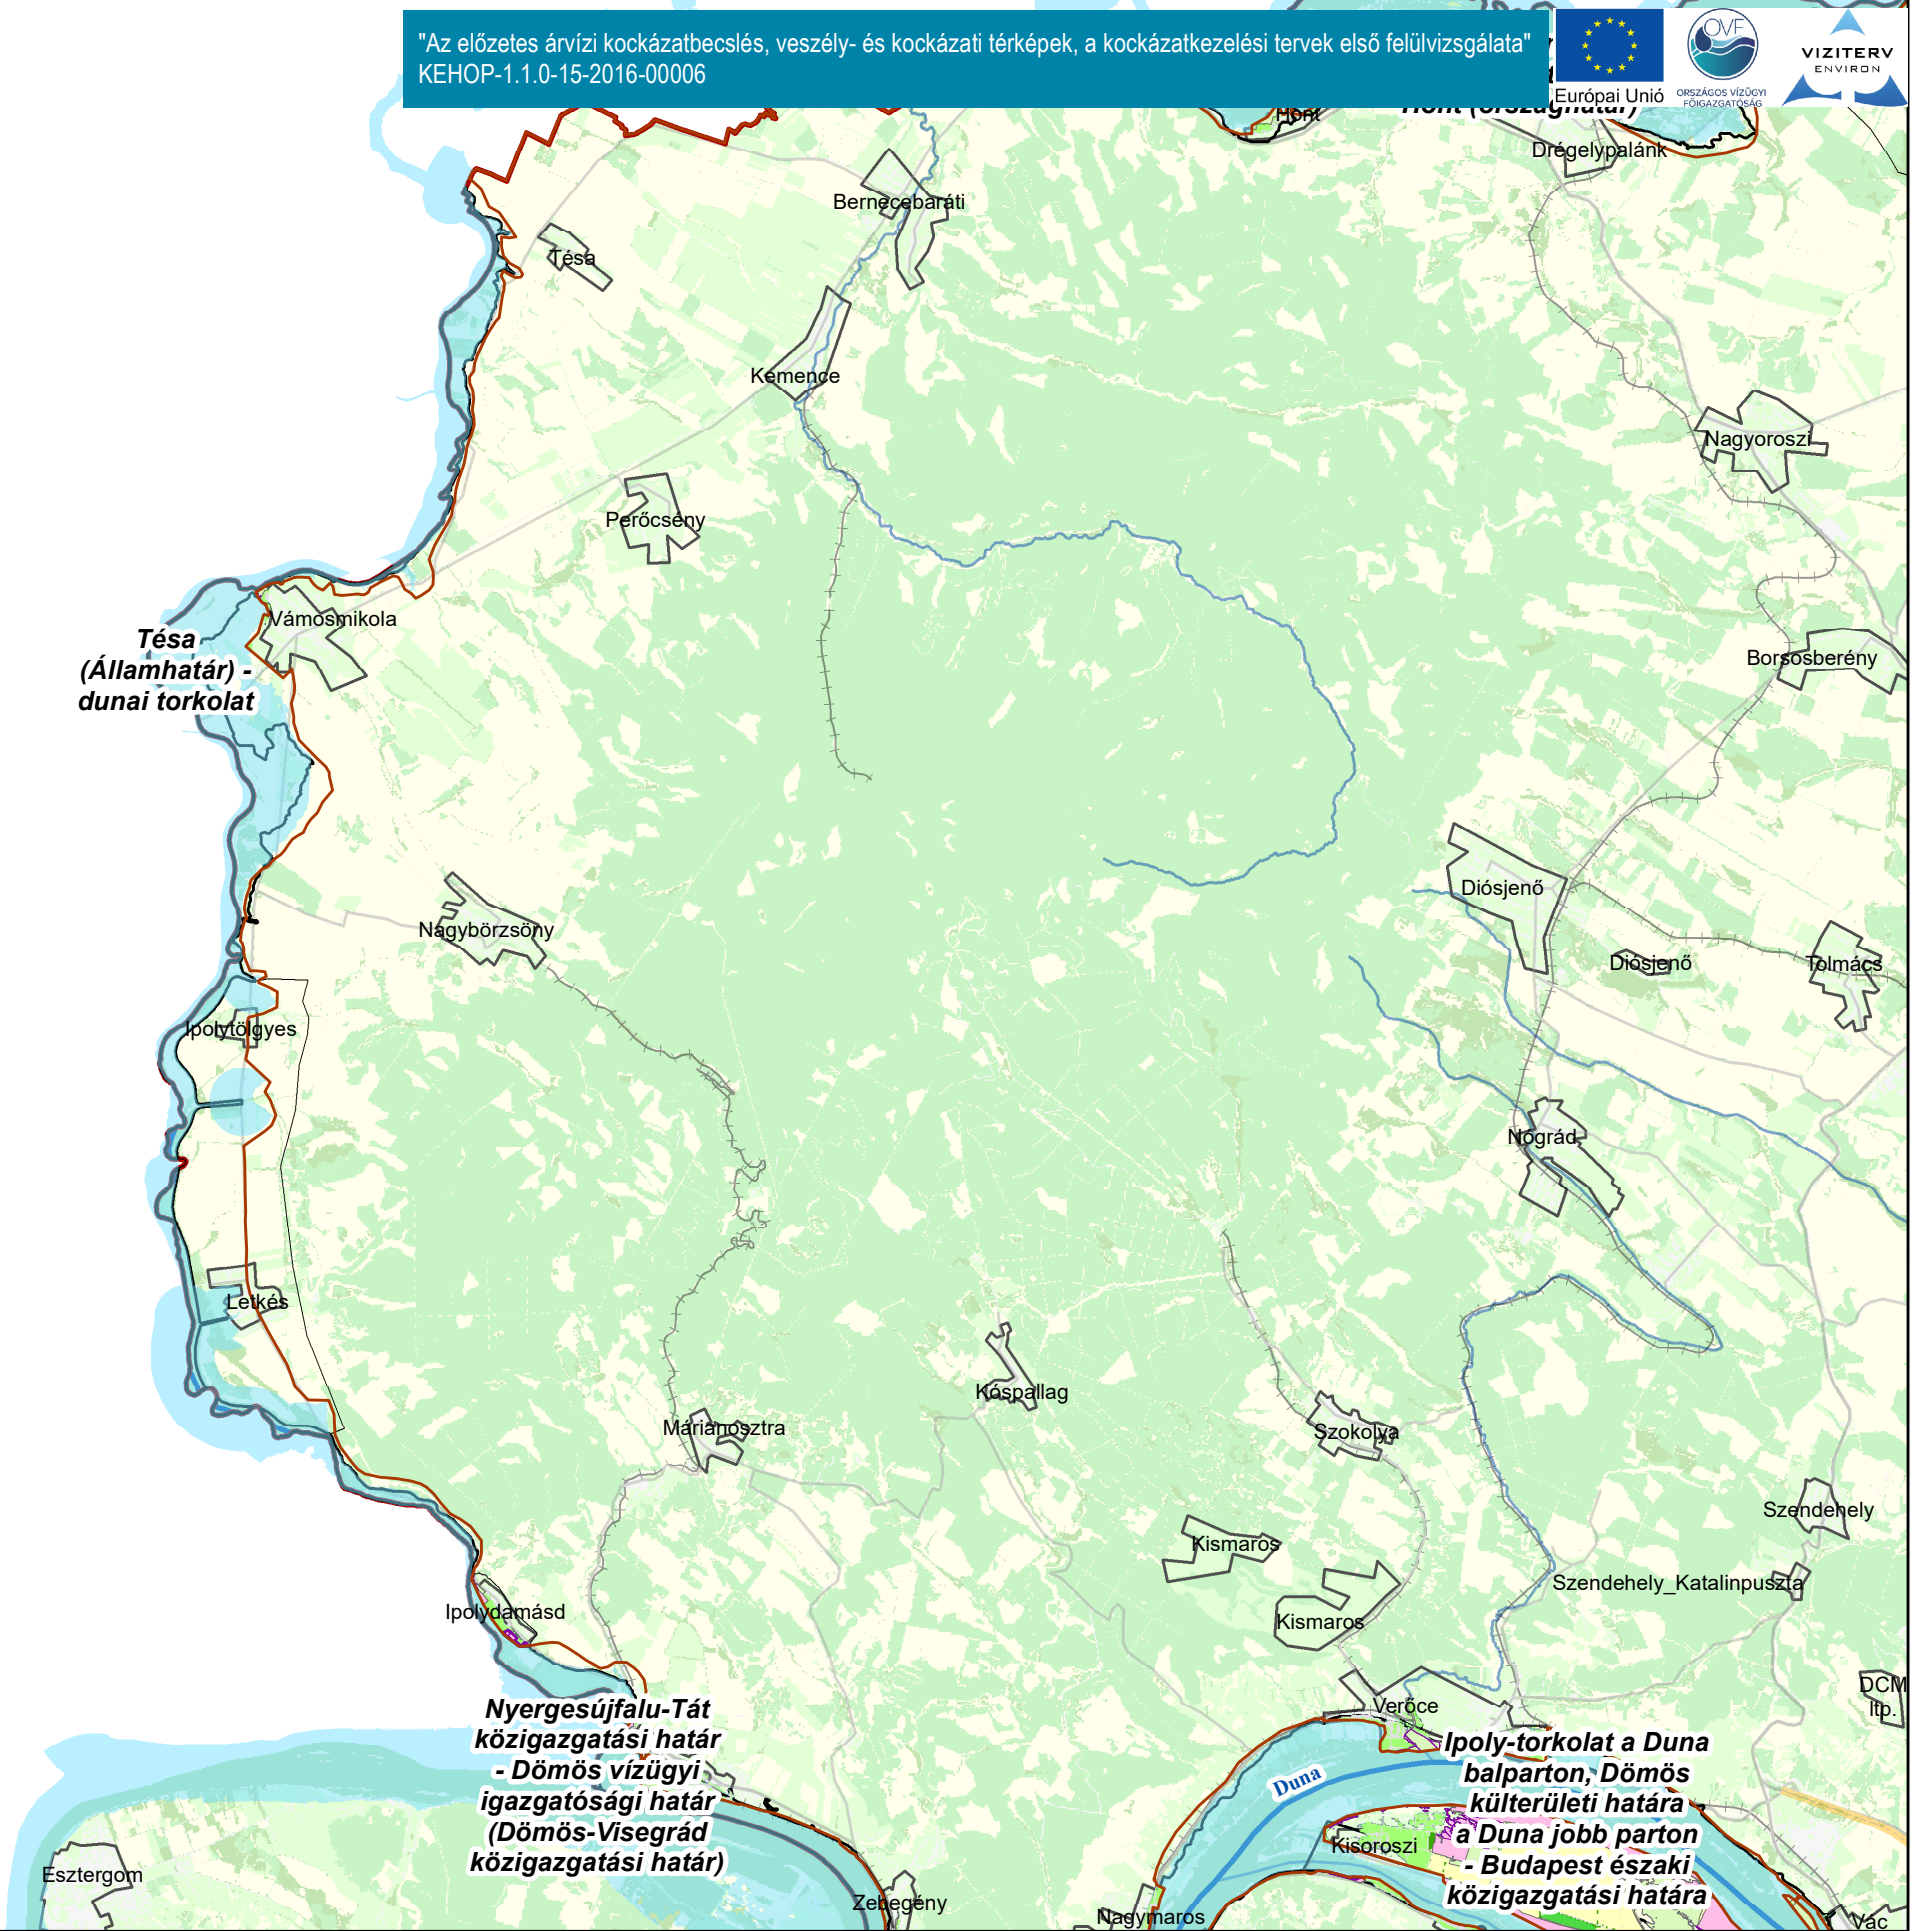 "Az előzetes árvízi kockázatbecslés, veszély- és kockázati térképek, a kockázatkezelési tervek első felülvizsgálata"
KEHOP-1.1.0-15-2016-00006
Európai Unió
OVF
ORSZÁGOS VÍZÜGYI
FŐIGAZGATÓSÁG
VIZITERV
ENVIRON
Hont
Hont (országhatár)
Drégelypalánk
Bernecebaráti
Tésa
Kemence
Nagyoroszi
Perőcsény
Vámosmikola
Tésa
(Államhatár) -
dunai torkolat
Borsosberény
Diósjenő
Nagybörzsöny
Diósjenő
Tolmács
Ipolytölgyes
Nógrád
Letkés
Kóspallag
Márianosztra
Szokolya
Szendehely
Kismaros
Szendehely_Katalinpuszta
Ipolydamásd
Kismaros
DCM
ltp.
Verőce
Nyergesújfalu-Tát
közigazgatási határ
- Dömös vízügyi
igazgatósági határ
(Dömös-Visegrád
közigazgatási határ)
Duna
Ipoly-torkolat a Duna
balparton, Dömös
külterületi határa
a Duna jobb parton
- Budapest északi
közigazgatási határa
Kisoroszi
Esztergom
Zebegény
Nagymaros
Vác